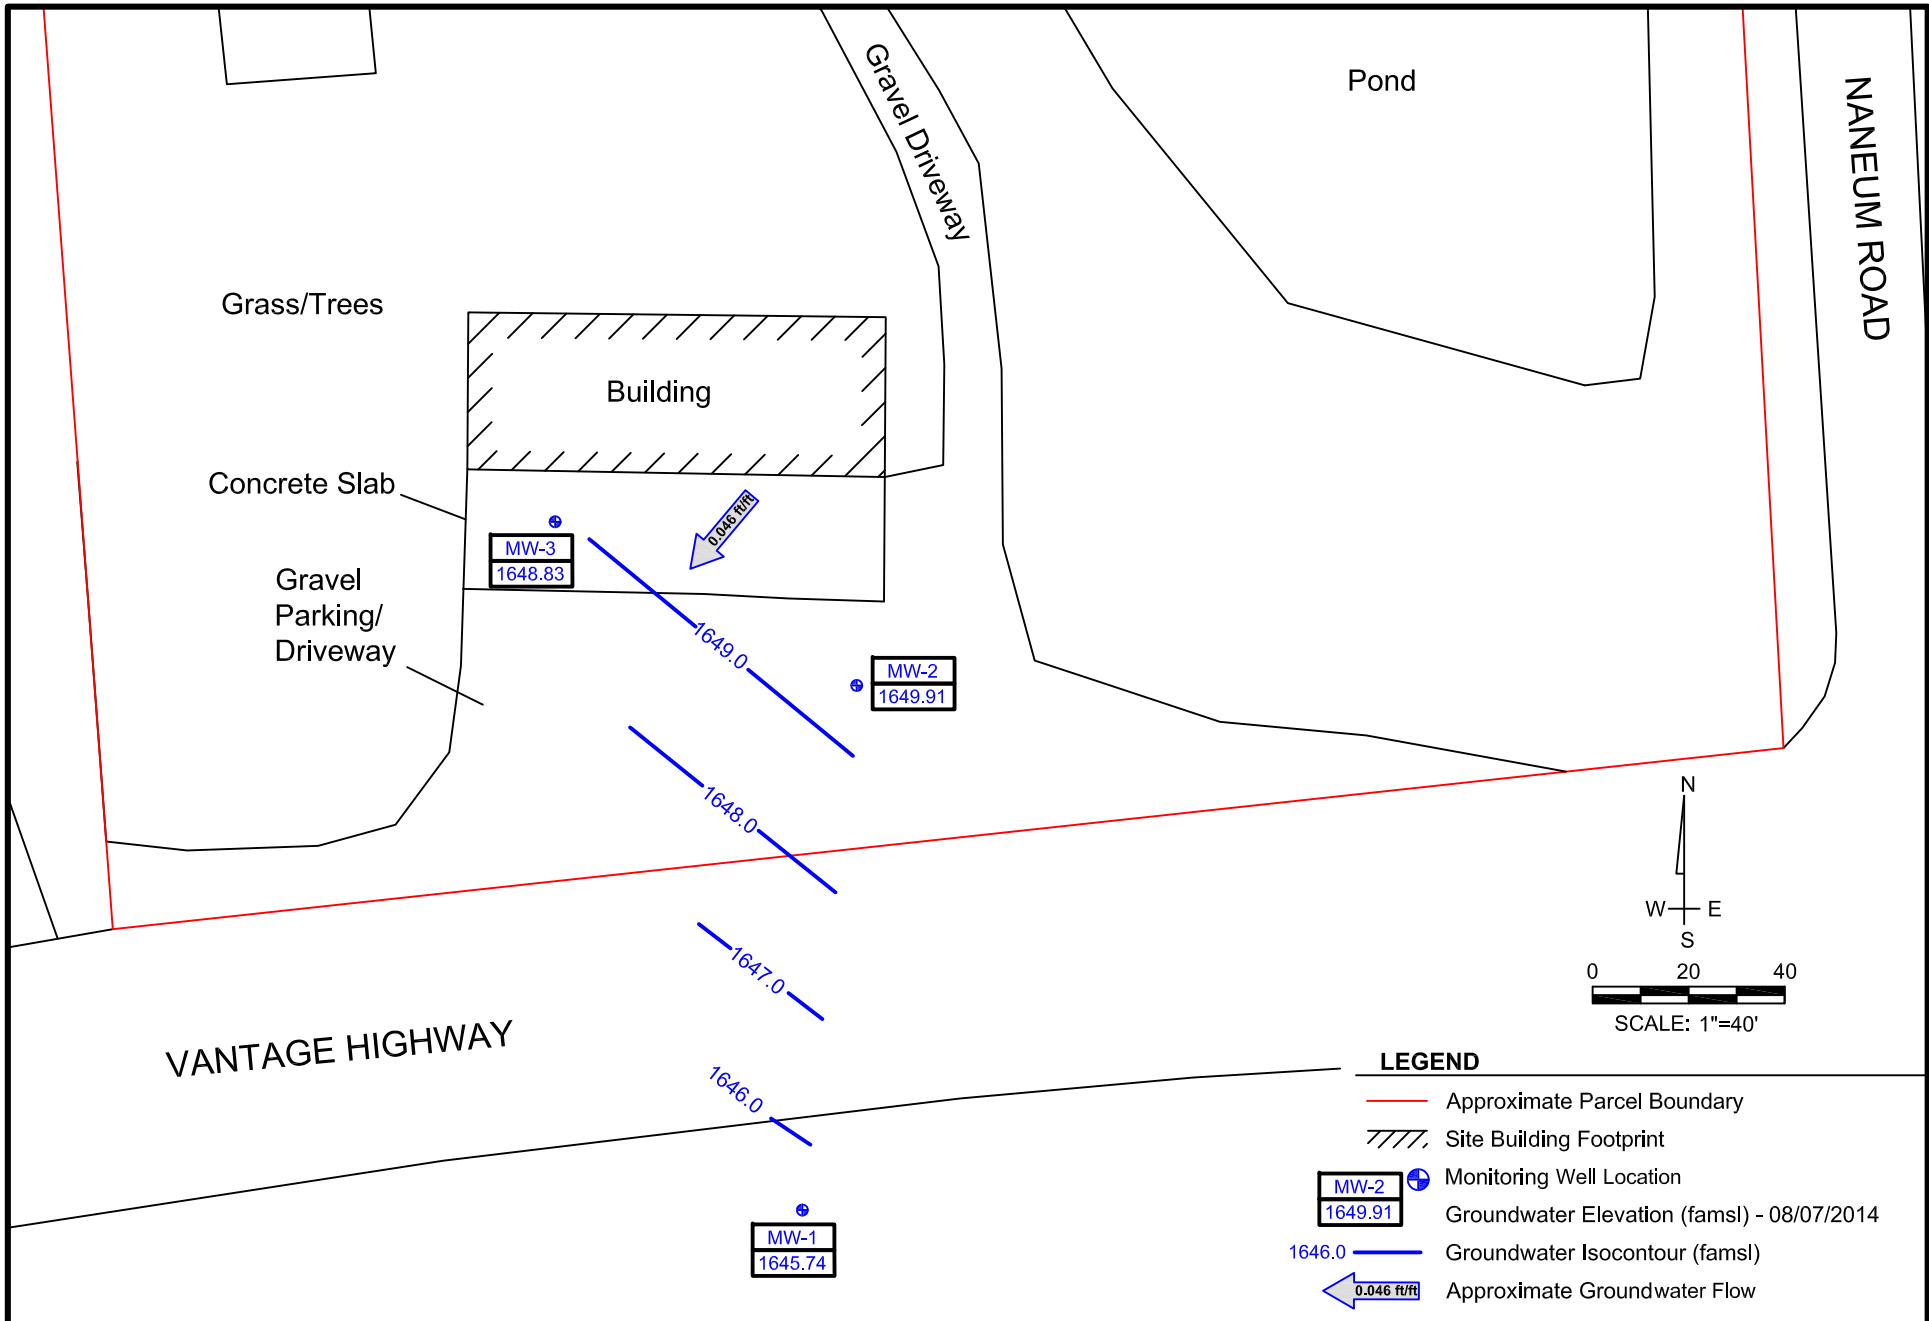 Pond
Gravel Driveway
NANEUM ROAD
Grass/Trees
Building
Concrete Slab
0.046 ft/ft
MW-3
1648.83
Gravel
Parking/
Driveway
1649.0
MW-2
1649.91
1648.0
N
W E
S
1647.0
0 20 40
SCALE: 1"=40'
VANTAGE HIGHWAY
1646.0
MW-1
1645.74
LEGEND
Approximate Parcel Boundary
Site Building Footprint
Monitoring Well Location
MW-2
1649.91
Groundwater Elevation (famsl) - 08/07/2014
1646.0
Groundwater Isocontour (famsl)
0.046 ft/ft
Approximate Groundwater Flow